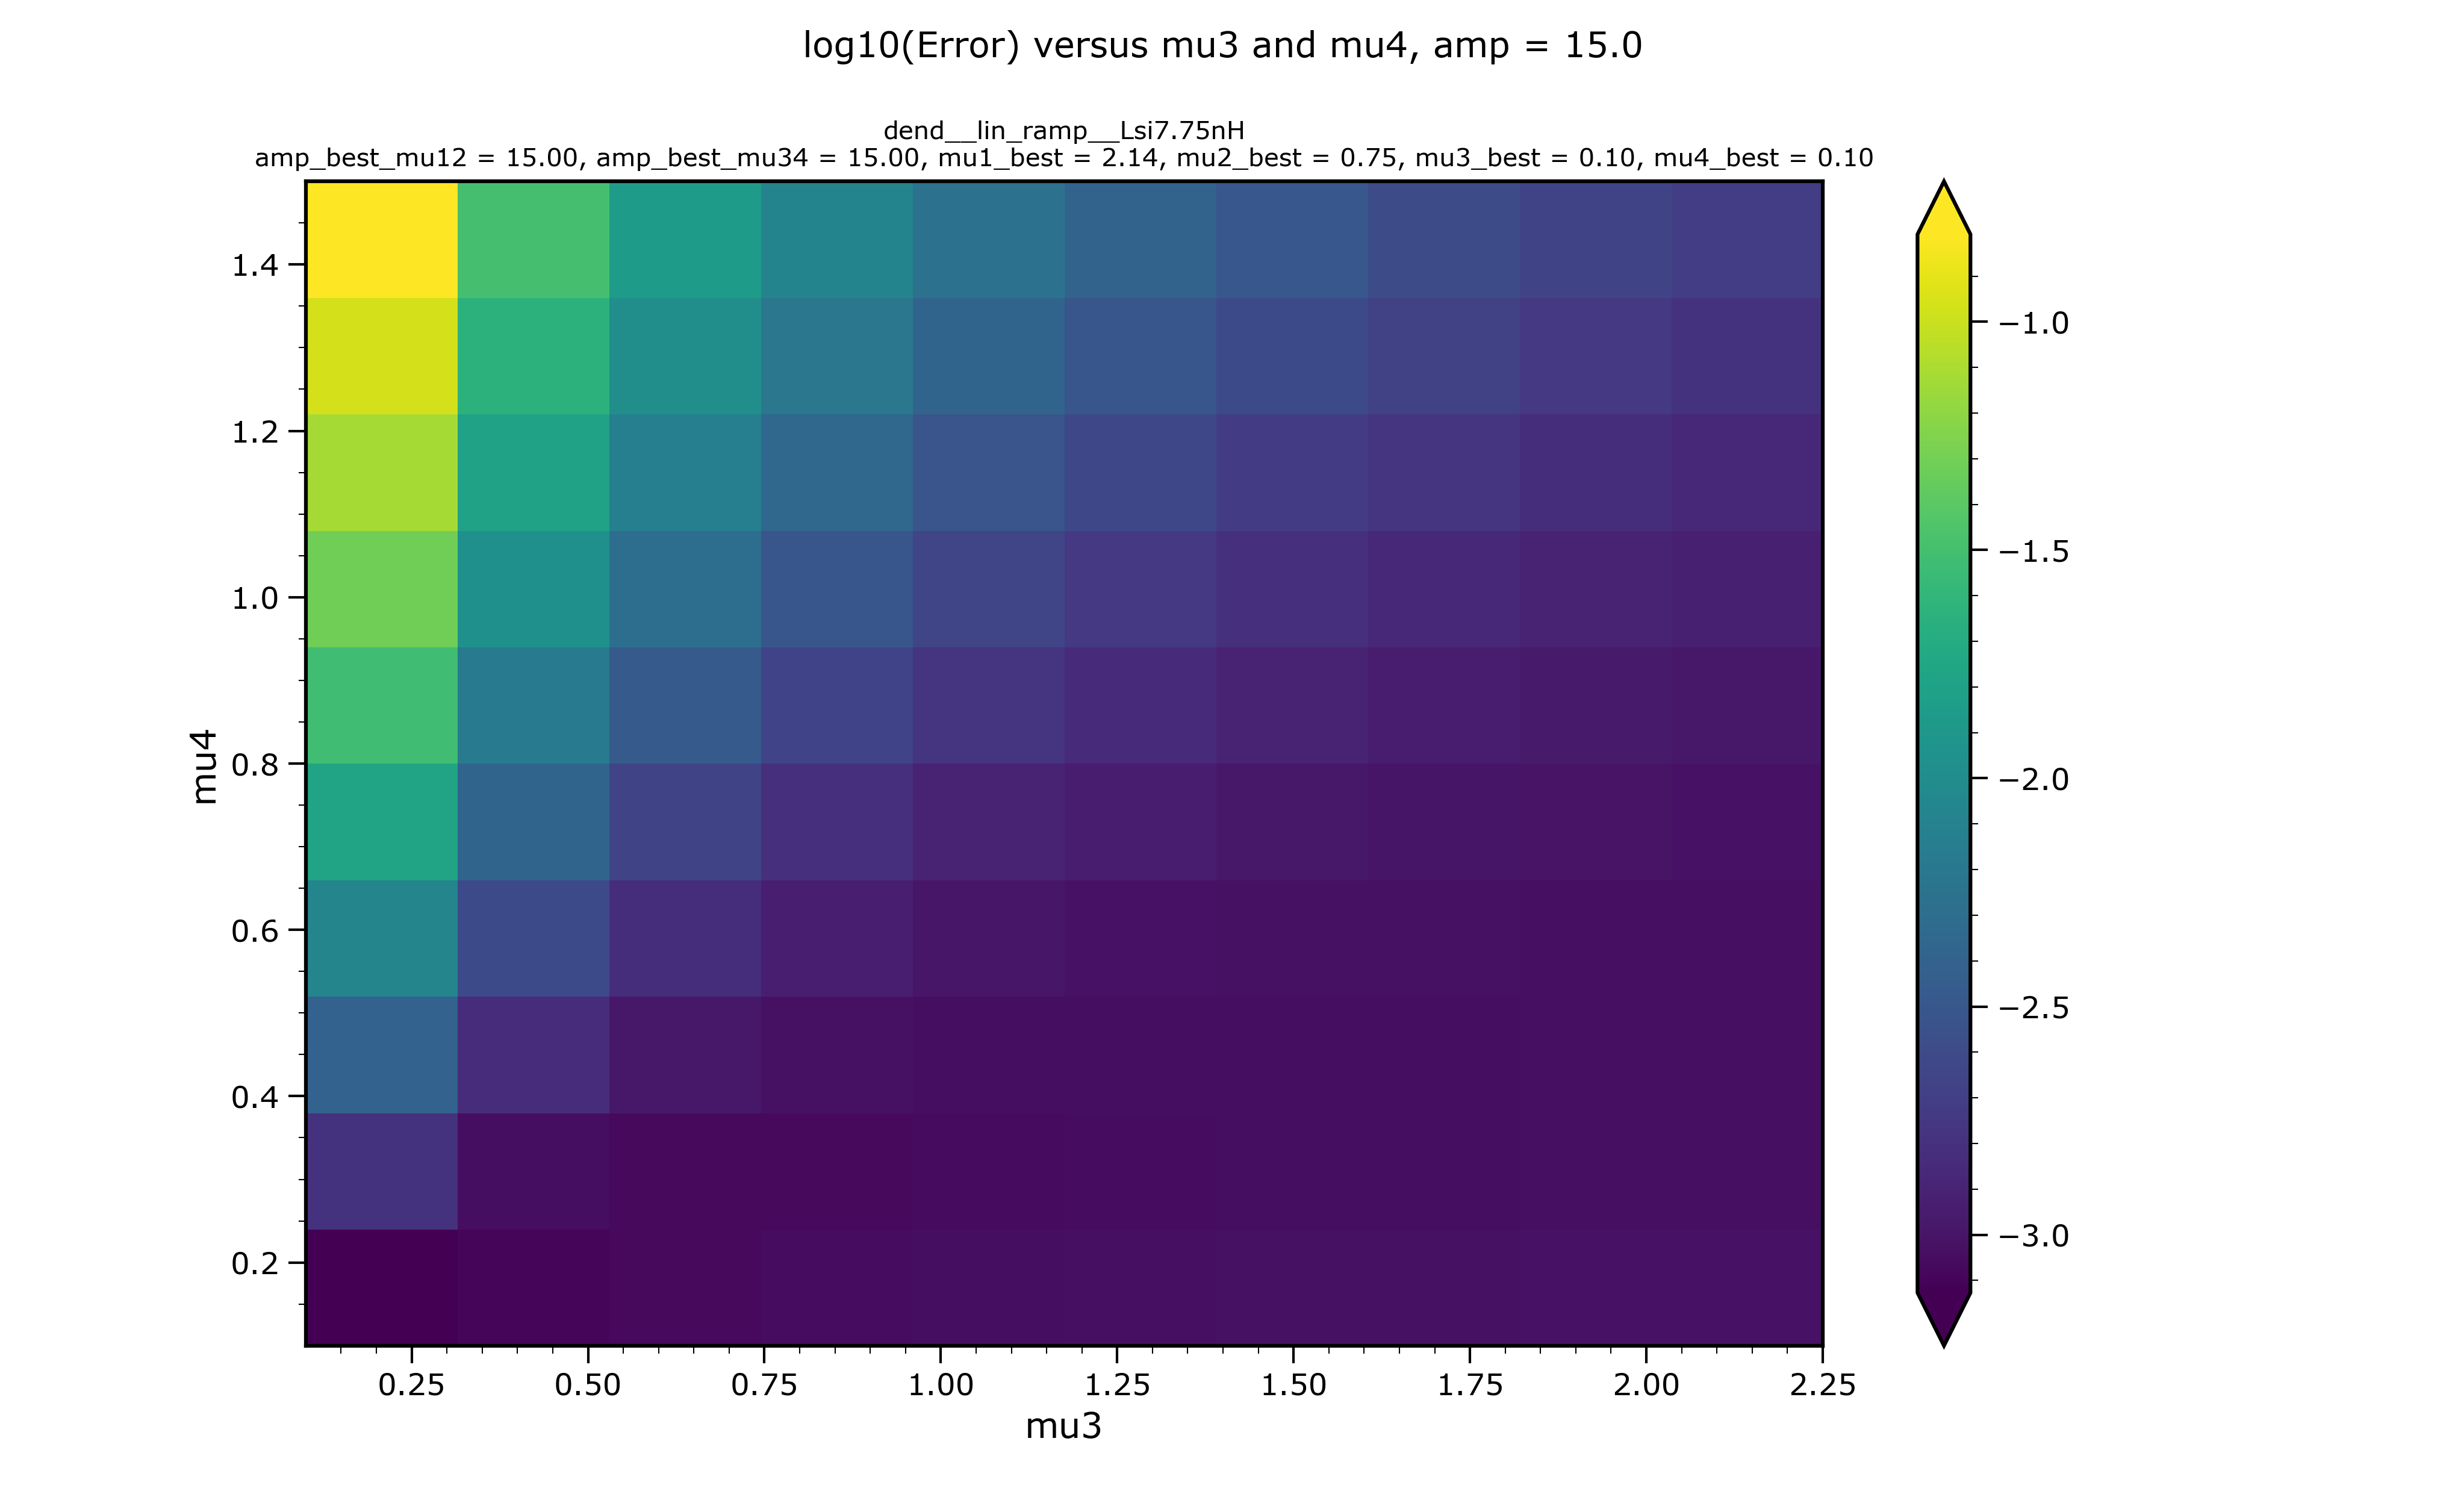 log10(Error) versus mu3 and mu4, amp = 15.0
dend__lin_ramp__Lsi7.75nH
amp_best_mu12 = 15.00, amp_best_mu34 = 15.00, mu1_best = 2.14, mu2_best = 0.75, mu3_best = 0.10, mu4_best = 0.10
mu4
1.4
1.2
1.0
0.8
0.6
0.4
0.2
0.25 0.50 0.75 1.00 1.25 1.50 1.75 2.00 2.25
mu3
−1.0
−1.5
−2.0
−2.5
−3.0